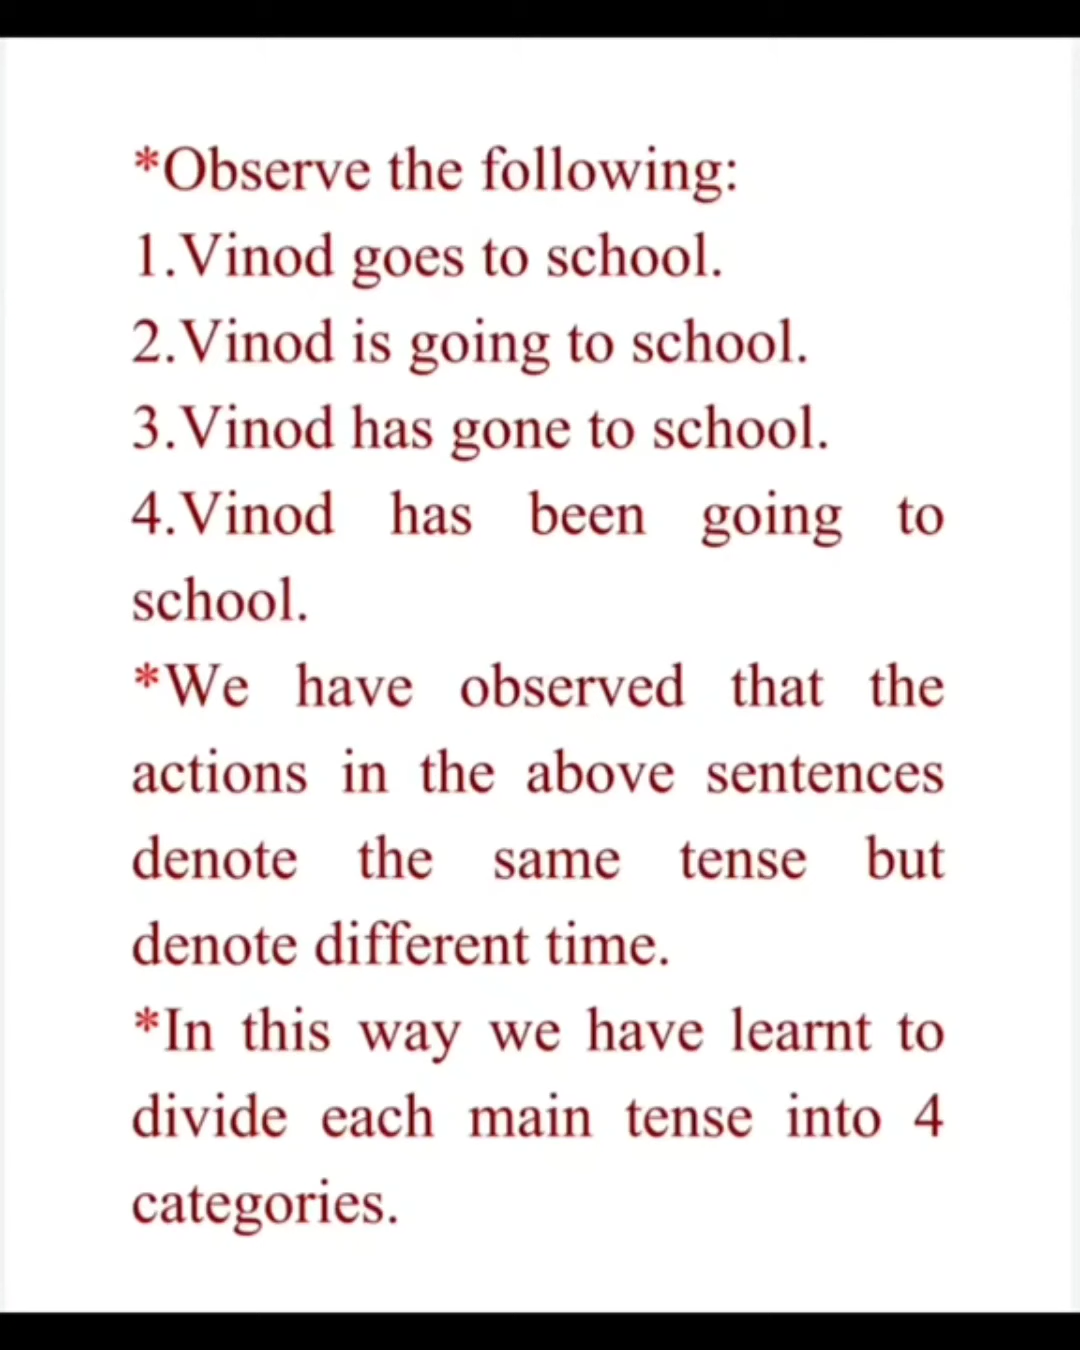 *Observe the following:
1.Vinod goes to school.
2.Vinod is going to school.
3.Vinod has gone to school.
4.Vinod has been going to
school.
*We have observed that the
actions in the above sentences
denote the same tense but
denote different time.
*In this way we have learnt to
divide each main tense into 4
categories.